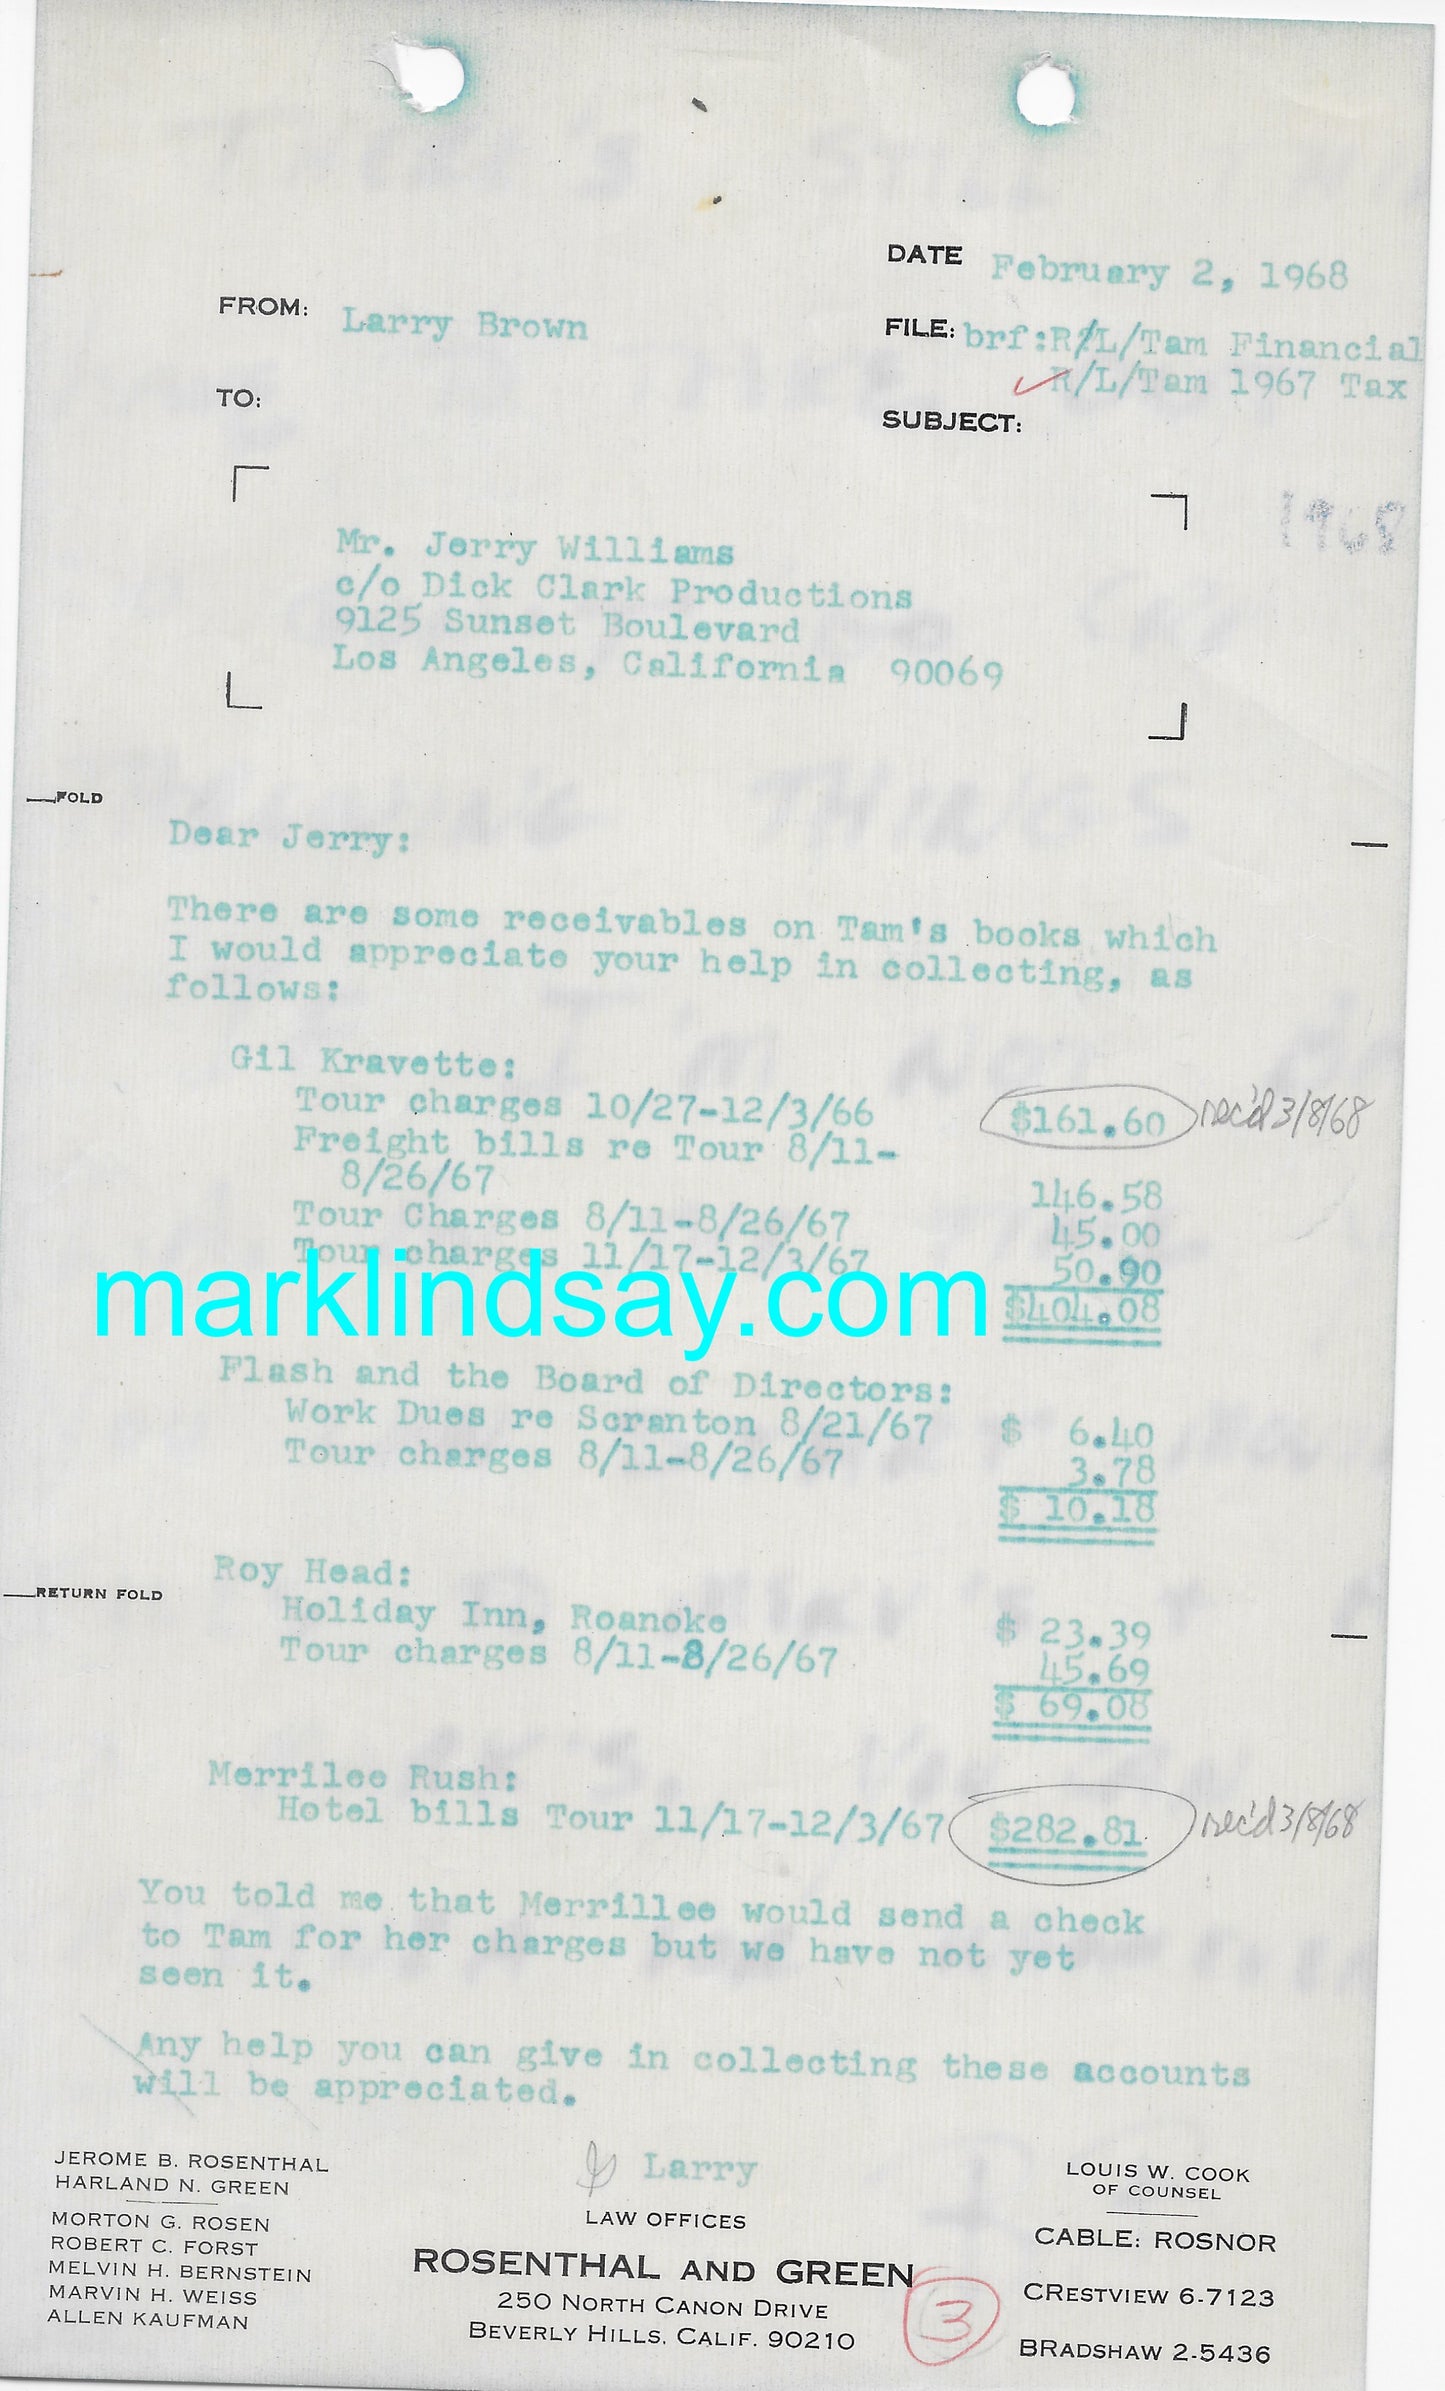 DATE February 2, 1968
FROM: Larry Brown
FILE: brf:R/L/Tam Financial
R/L/Tam 1967 Tax
TO:
SUBJECT:
1968
Mr. Jerry Williams
c/o Dick Clark Productions
9125 Sunset Boulevard
Los Angeles, California 90069
FOLD
Dear Jerry:
There are some receivables on Tam's books which
I would appreciate your help in collecting, as
follows:
Gil Kravette:
Tour charges 10/27-12/3/66 $161.60 rec'd 3/8/68
Freight bills re Tour 8/11-
8/26/67 146.58
Tour Charges 8/11-8/26/67 45.00
Tour charges 11/17-12/3/67 50.90
marklindsay.com
$404.08
Flash and the Board of Directors:
Work Dues re Scranton 8/21/67 $ 6.40
Tour charges 8/11-8/26/67 3.78
$ 10.18
Roy Head:
RETURN FOLD
Holiday Inn, Roanoke $ 23.39
Tour charges 8/11-8/26/67 45.69
$ 69.08
Merrilee Rush:
Hotel bills Tour 11/17-12/3/67 $282.81 rec'd 3/8/68
You told me that Merrillee would send a check
to Tam for her charges but we have not yet
seen it.
Any help you can give in collecting these accounts
will be appreciated.
Larry
JEROME B. ROSENTHAL
HARLAND N. GREEN
MORTON G. ROSEN
ROBERT C. FORST
MELVIN H. BERNSTEIN
MARVIN H. WEISS
ALLEN KAUFMAN
LAW OFFICES
ROSENTHAL AND GREEN
250 NORTH CANON DRIVE
BEVERLY HILLS, CALIF. 90210
3
LOUIS W. COOK
OF COUNSEL
CABLE: ROSNOR
CRESTVIEW 6-7123
BRADSHAW 2-5436